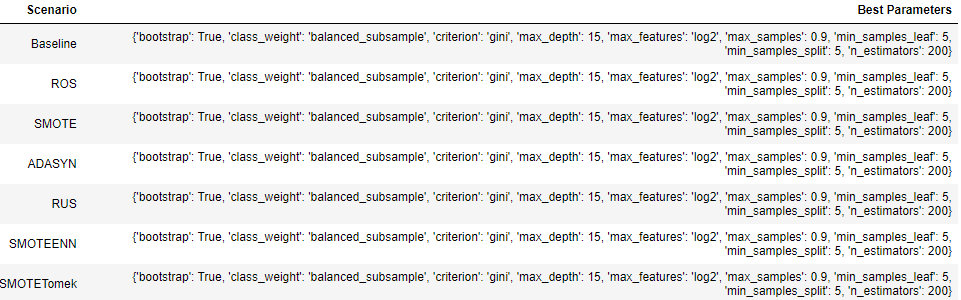 Scenario Best Parameters
Baseline {'bootstrap': True, 'class_weight': 'balanced_subsample', 'criterion': 'gini', 'max_depth': 15, 'max_features': 'log2', 'max_samples': 0.9, 'min_samples_leaf': 5,
'min_samples_split': 5, 'n_estimators': 200}
ROS {'bootstrap': True, 'class_weight': 'balanced_subsample', 'criterion': 'gini', 'max_depth': 15, 'max_features': 'log2', 'max_samples': 0.9, 'min_samples_leaf': 5,
'min_samples_split': 5, 'n_estimators': 200}
SMOTE {'bootstrap': True, 'class_weight': 'balanced_subsample', 'criterion': 'gini', 'max_depth': 15, 'max_features': 'log2', 'max_samples': 0.9, 'min_samples_leaf': 5,
'min_samples_split': 5, 'n_estimators': 200}
ADASYN {'bootstrap': True, 'class_weight': 'balanced_subsample', 'criterion': 'gini', 'max_depth': 15, 'max_features': 'log2', 'max_samples': 0.9, 'min_samples_leaf': 5,
'min_samples_split': 5, 'n_estimators': 200}
RUS {'bootstrap': True, 'class_weight': 'balanced_subsample', 'criterion': 'gini', 'max_depth': 15, 'max_features': 'log2', 'max_samples': 0.9, 'min_samples_leaf': 5,
'min_samples_split': 5, 'n_estimators': 200}
SMOTEENN {'bootstrap': True, 'class_weight': 'balanced_subsample', 'criterion': 'gini', 'max_depth': 15, 'max_features': 'log2', 'max_samples': 0.9, 'min_samples_leaf': 5,
'min_samples_split': 5, 'n_estimators': 200}
SMOTETomek {'bootstrap': True, 'class_weight': 'balanced_subsample', 'criterion': 'gini', 'max_depth': 15, 'max_features': 'log2', 'max_samples': 0.9, 'min_samples_leaf': 5,
'min_samples_split': 5, 'n_estimators': 200}